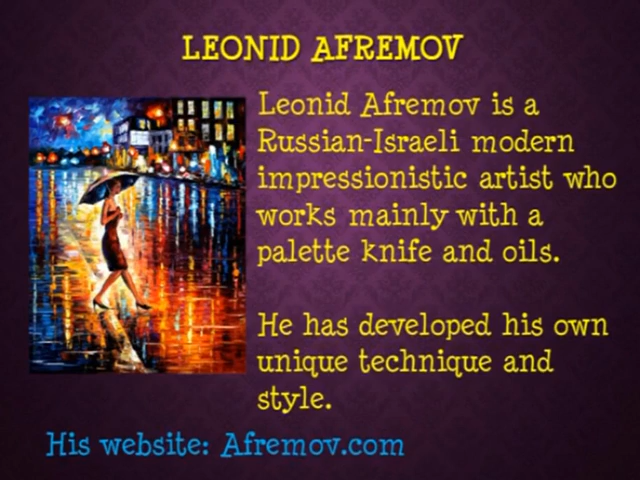 LEONID AFREMOV
Leonid Afremov is a
Russian-Israeli modern
impressionistic artist who
works mainly with a
palette knife and oils.
He has developed his own
unique technique and
style.
His website: Afremov.com